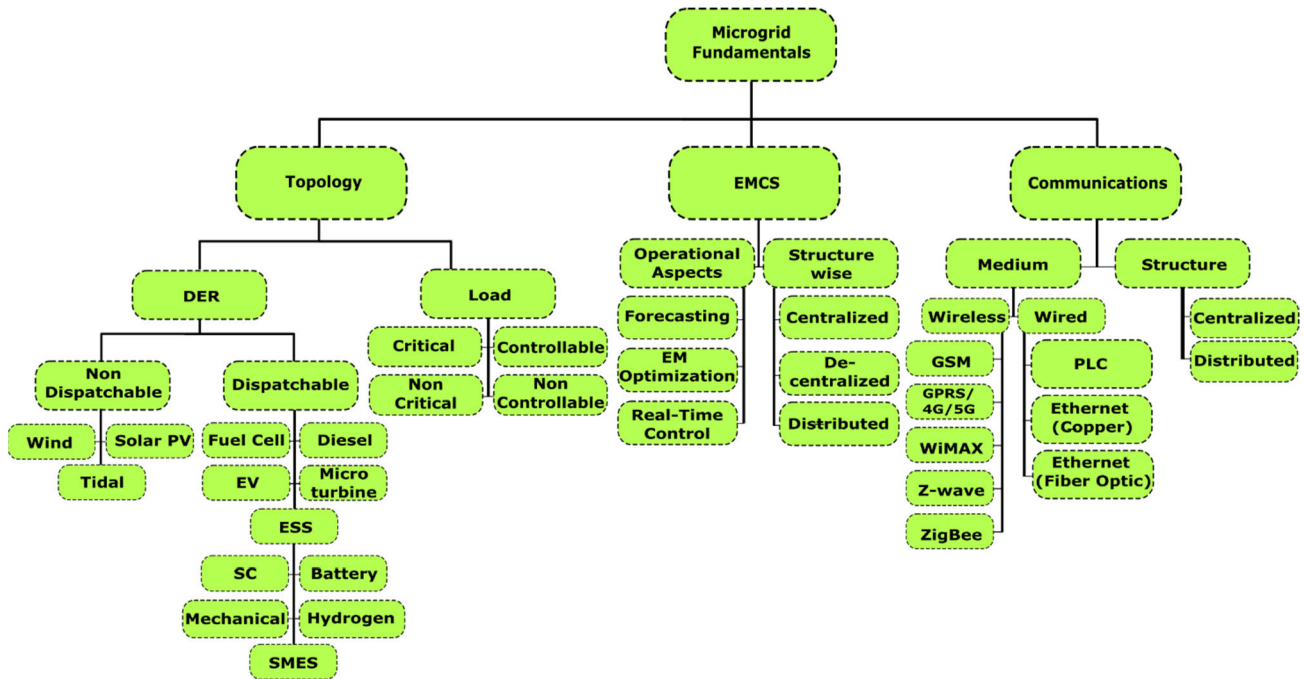 Microgrid
Fundamentals
Topology
EMCS
Communications
DER
Load
Operational
Aspects
Structure
wise
Medium
Structure
Non
Dispatchable
Dispatchable
Critical
Controllable
Non
Critical
Non
Controllable
Forecasting
Centralized
EM
Optimization
De-
centralized
Real-Time
Control
Distributed
Wireless
Wired
Centralized
Distributed
GSM
PLC
GPRS/
4G/5G
Ethernet
(Copper)
WiMAX
Ethernet
(Fiber Optic)
Z-wave
ZigBee
Wind
Solar PV
Tidal
Fuel Cell
Diesel
EV
Micro
turbine
ESS
SC
Battery
Mechanical
Hydrogen
SMES